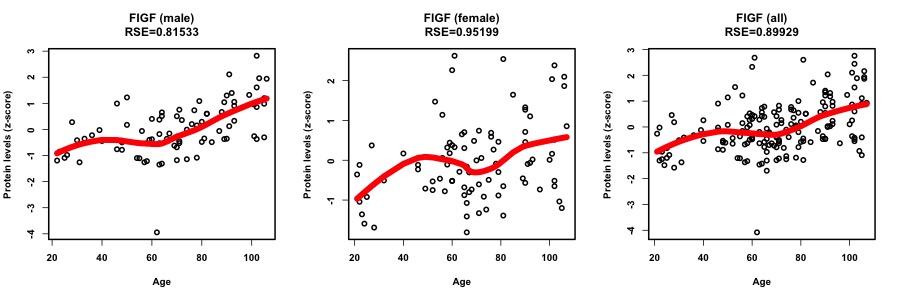 FIGF (male)
RSE=0.81533
Protein levels (z-score)
3
2
1
0
-1
-2
-3
-4
20 40 60 80 100
Age
FIGF (female)
RSE=0.95199
Protein levels (z-score)
2
1
0
-1
20 40 60 80 100
Age
FIGF (all)
RSE=0.89929
Protein levels (z-score)
3
2
1
0
-1
-2
-3
-4
20 40 60 80 100
Age